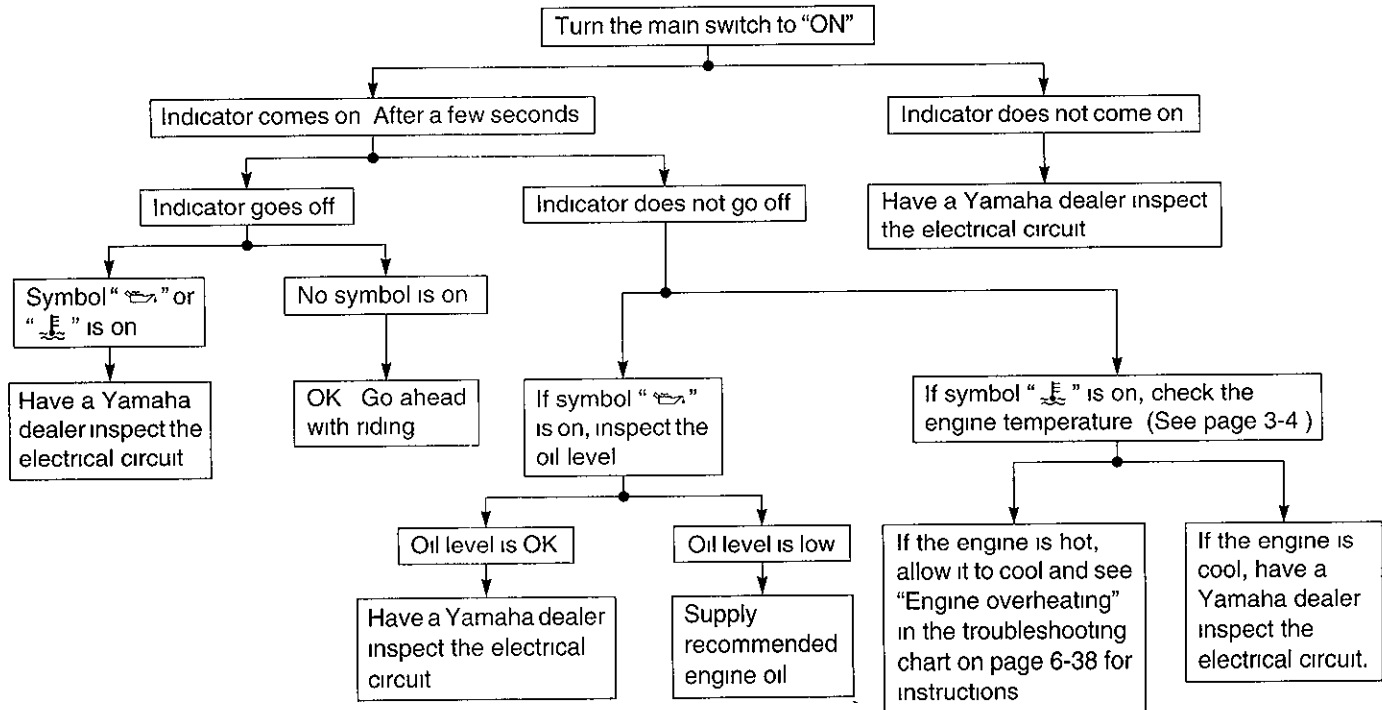 Turn the main switch to “ON”
Indicator comes on After a few seconds
Indicator does not come on
Indicator goes off
Indicator does not go off
Have a Yamaha dealer inspect
the electrical circuit
Symbol “ ” or
“ ” is on
No symbol is on
Have a Yamaha
dealer inspect the
electrical circuit
OK Go ahead
with riding
If symbol “ ”
is on, inspect the
oil level
If symbol “ ” is on, check the
engine temperature (See page 3-4 )
Oil level is OK
Oil level is low
Have a Yamaha dealer
inspect the electrical
circuit
Supply
recommended
engine oil
If the engine is hot,
allow it to cool and see
“Engine overheating”
in the troubleshooting
chart on page 6-38 for
instructions
If the engine is
cool, have a
Yamaha dealer
inspect the
electrical circuit.